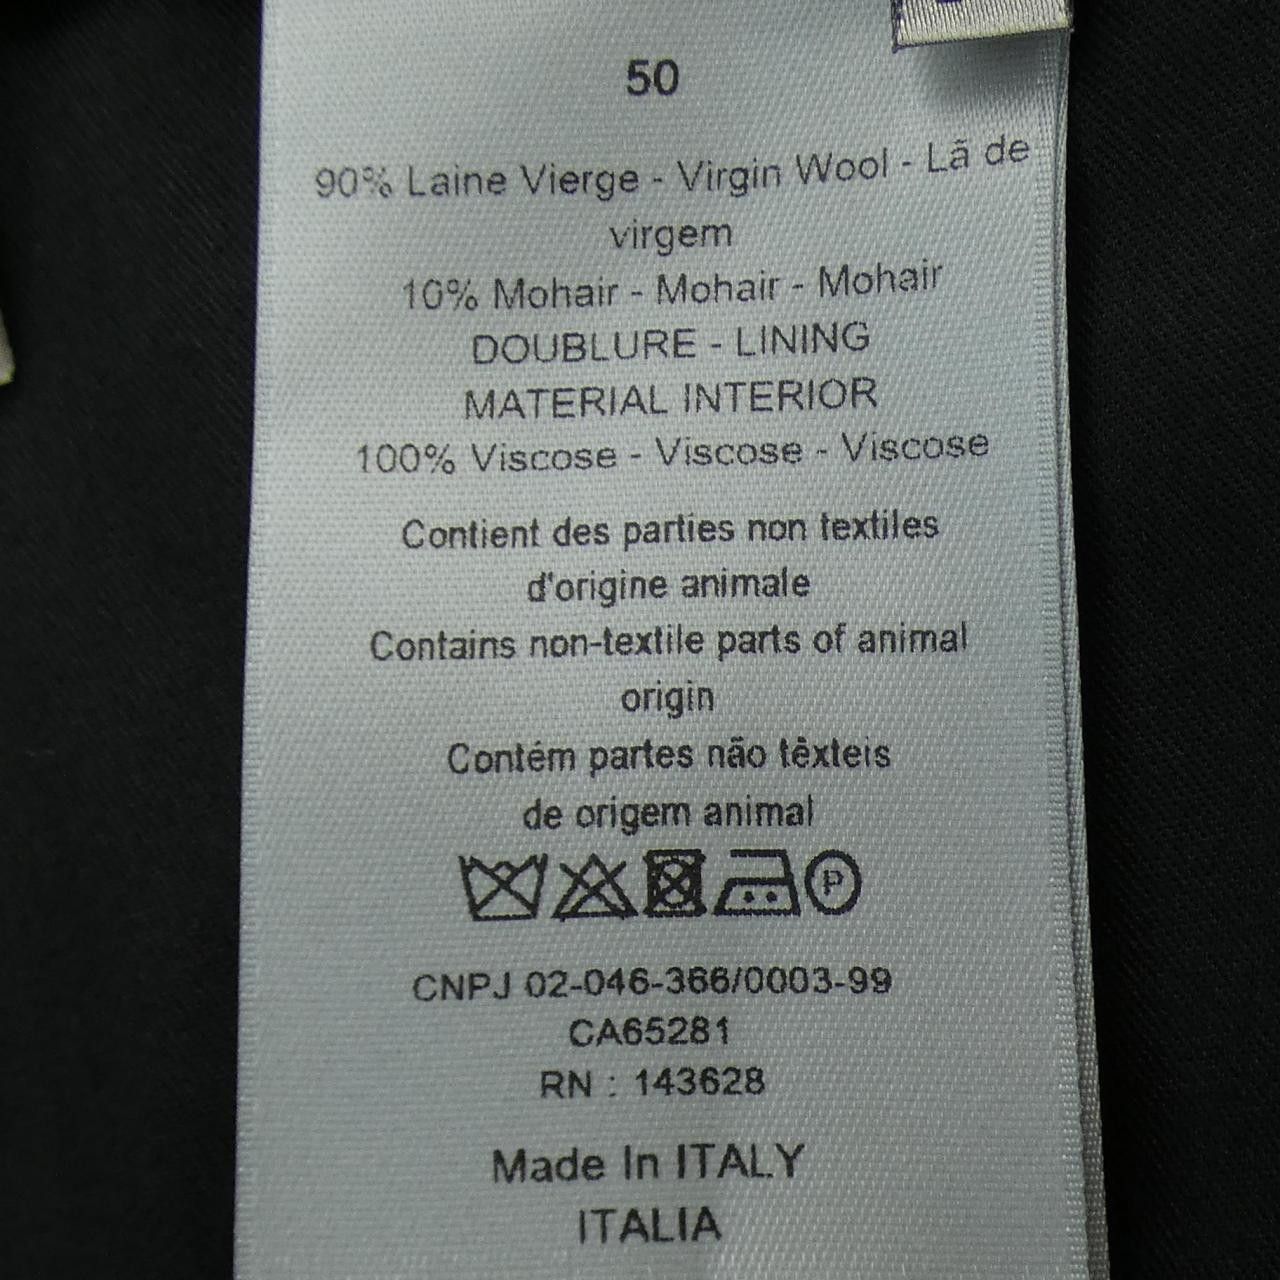 50
90% Laine Vierge - Virgin Wool - Lã de
virgem
10% Mohair - Mohair - Mohair
DOUBLURE - LINING
MATERIAL INTERIOR
100% Viscose - Viscose - Viscose
Contient des parties non textiles
d'origine animale
Contains non-textile parts of animal
origin
Contém partes não têxteis
de origem animal
P
CNPJ 02-046-366/0003-99
CA65281
RN : 143628
Made In ITALY
ITALIA